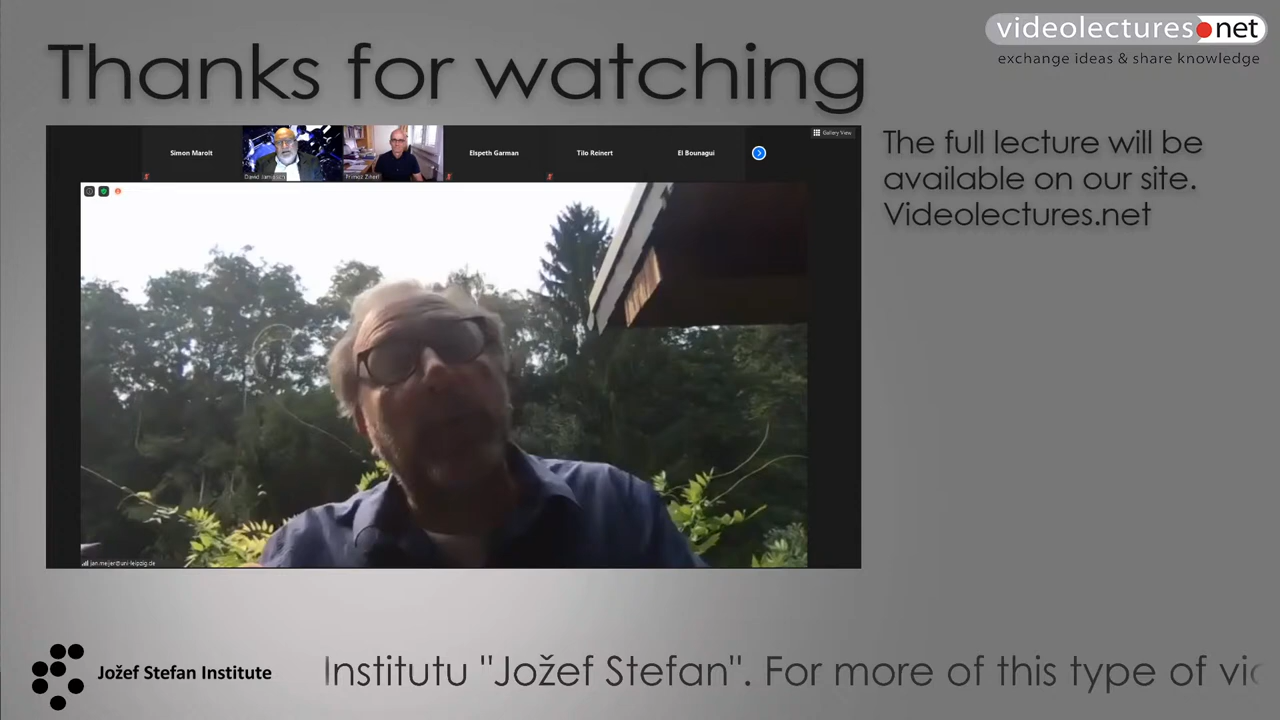 videolectures.net
exchange ideas & share knowledge
Thanks for watching
The full lecture will be
available on our site.
Videolectures.net
Gallery View
Simon Marolt
Elspeth Garman
Tilo Reinert
El Bounagui
jan.meijer@uni-leipzig.de
Jožef Stefan Institute
Institutu "Jožef Stefan". For more of this type of